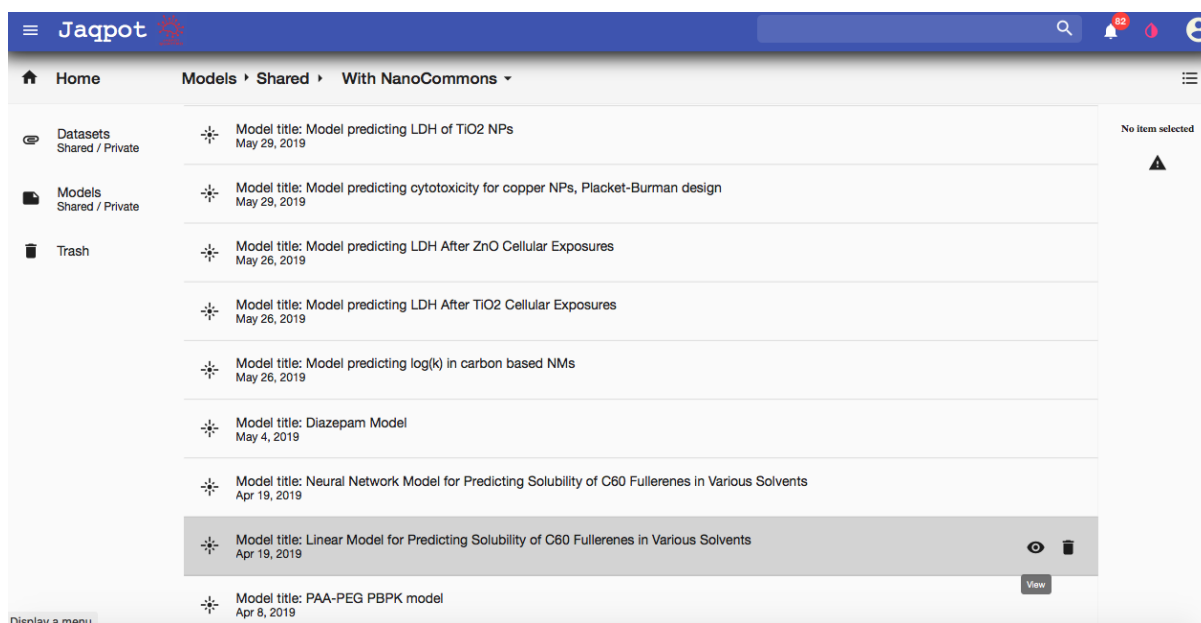 Jaqpot
82
Home
Models
Shared
With NanoCommons
Datasets
Shared / Private
Models
Shared / Private
Trash
Model title: Model predicting LDH of TiO2 NPs
May 29, 2019
Model title: Model predicting cytotoxicity for copper NPs, Placket-Burman design
May 29, 2019
Model title: Model predicting LDH After ZnO Cellular Exposures
May 26, 2019
Model title: Model predicting LDH After TiO2 Cellular Exposures
May 26, 2019
Model title: Model predicting log(k) in carbon based NMs
May 26, 2019
Model title: Diazepam Model
May 4, 2019
Model title: Neural Network Model for Predicting Solubility of C60 Fullerenes in Various Solvents
Apr 19, 2019
Model title: Linear Model for Predicting Solubility of C60 Fullerenes in Various Solvents
Apr 19, 2019
View
Model title: PAA-PEG PBPK model
Apr 8, 2019
No item selected
Display a menu